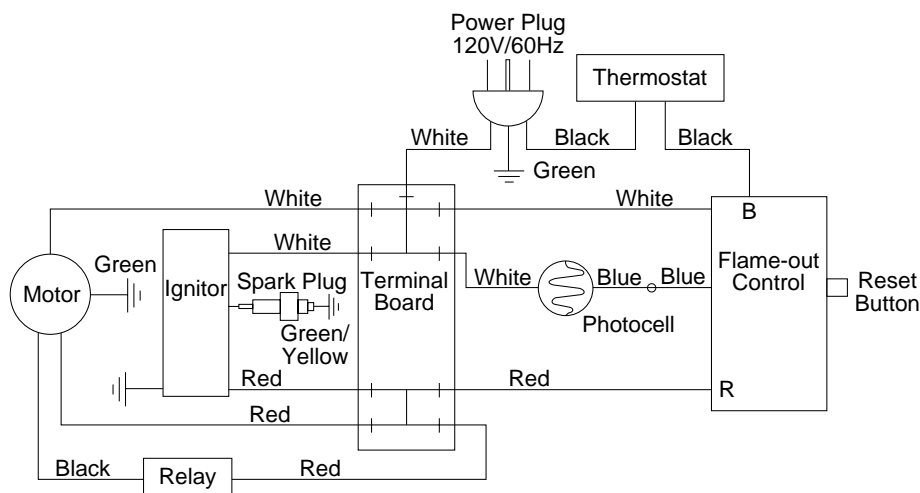 Power Plug
120V/60Hz
Thermostat
White
Black
Black
Green
White
White
B
White
Green
Spark Plug
White
Blue
Blue
Flame-out
Control
Motor
Ignitor
Terminal
Board
Reset
Button
Green/
Yellow
Photocell
Red
Red
R
Red
Black
Relay
Red